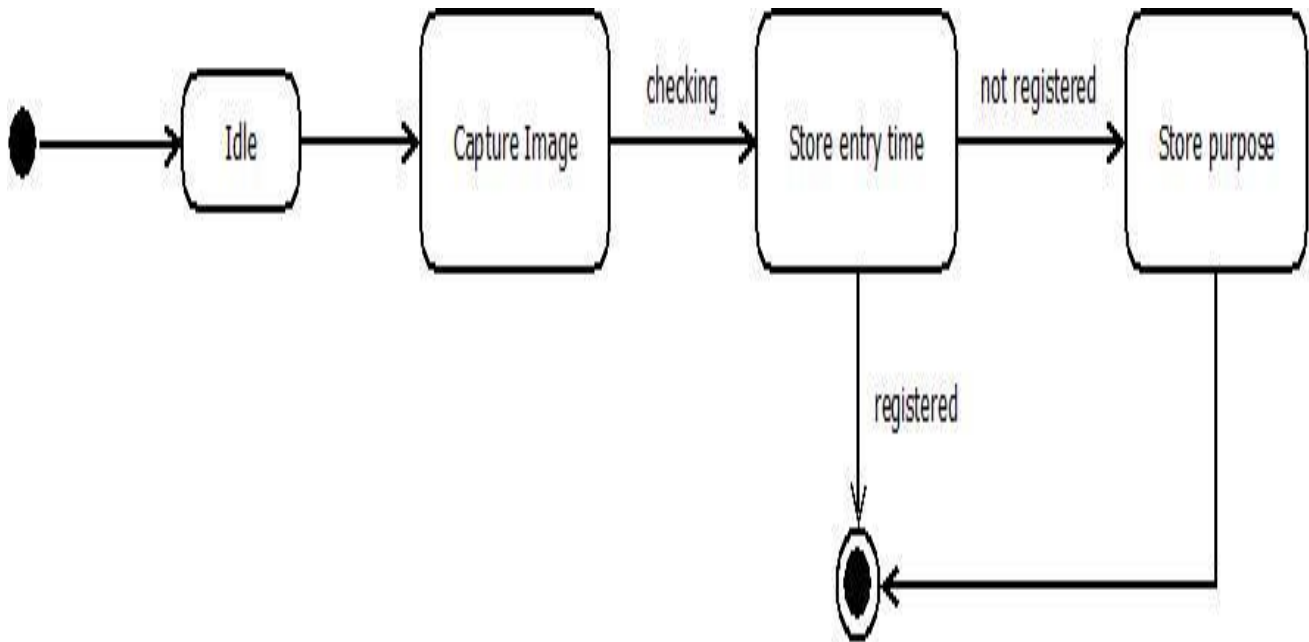 Idle
Capture Image
checking
Store entry time
not registered
Store purpose
registered